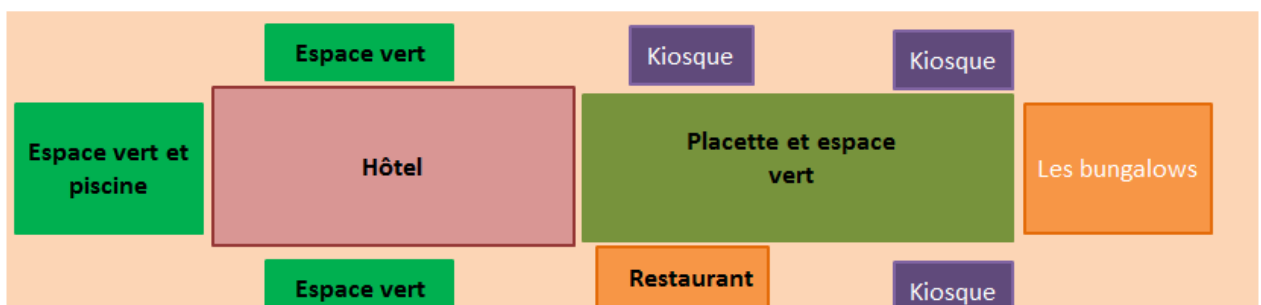 Espace vert
Kiosque
Kiosque
Espace vert et
piscine
Hôtel
Placette et espace
vert
Les bungalows
Espace vert
Restaurant
Kiosque